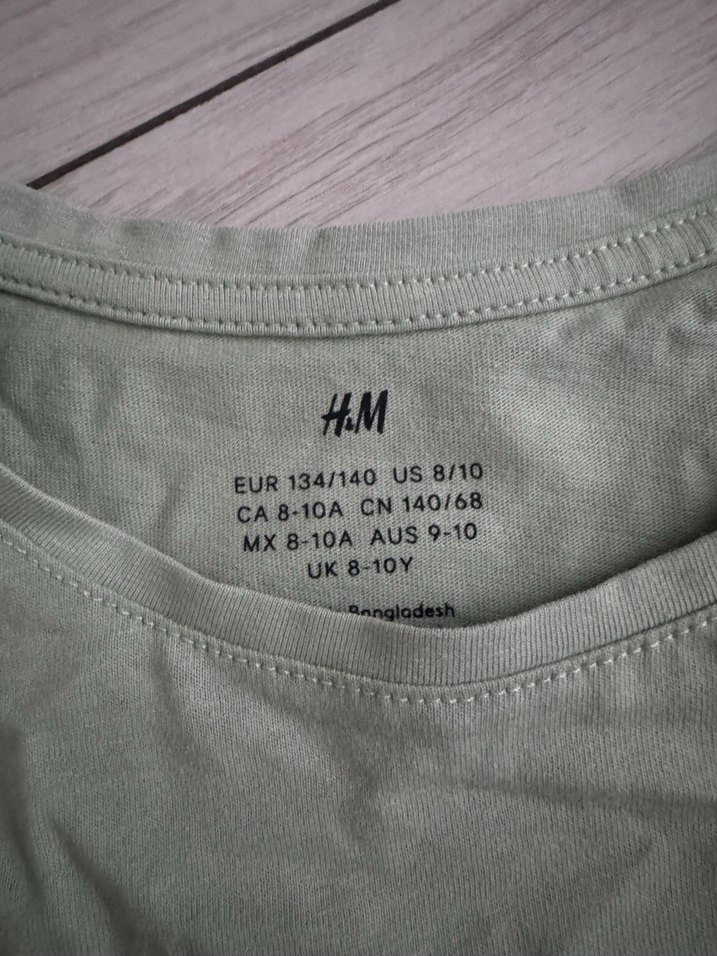 H&M
EUR 134/140 US 8/10
CA 8-10A CN 140/68
MX 8-10A AUS 9-10
UK 8-10Y
Bangladesh